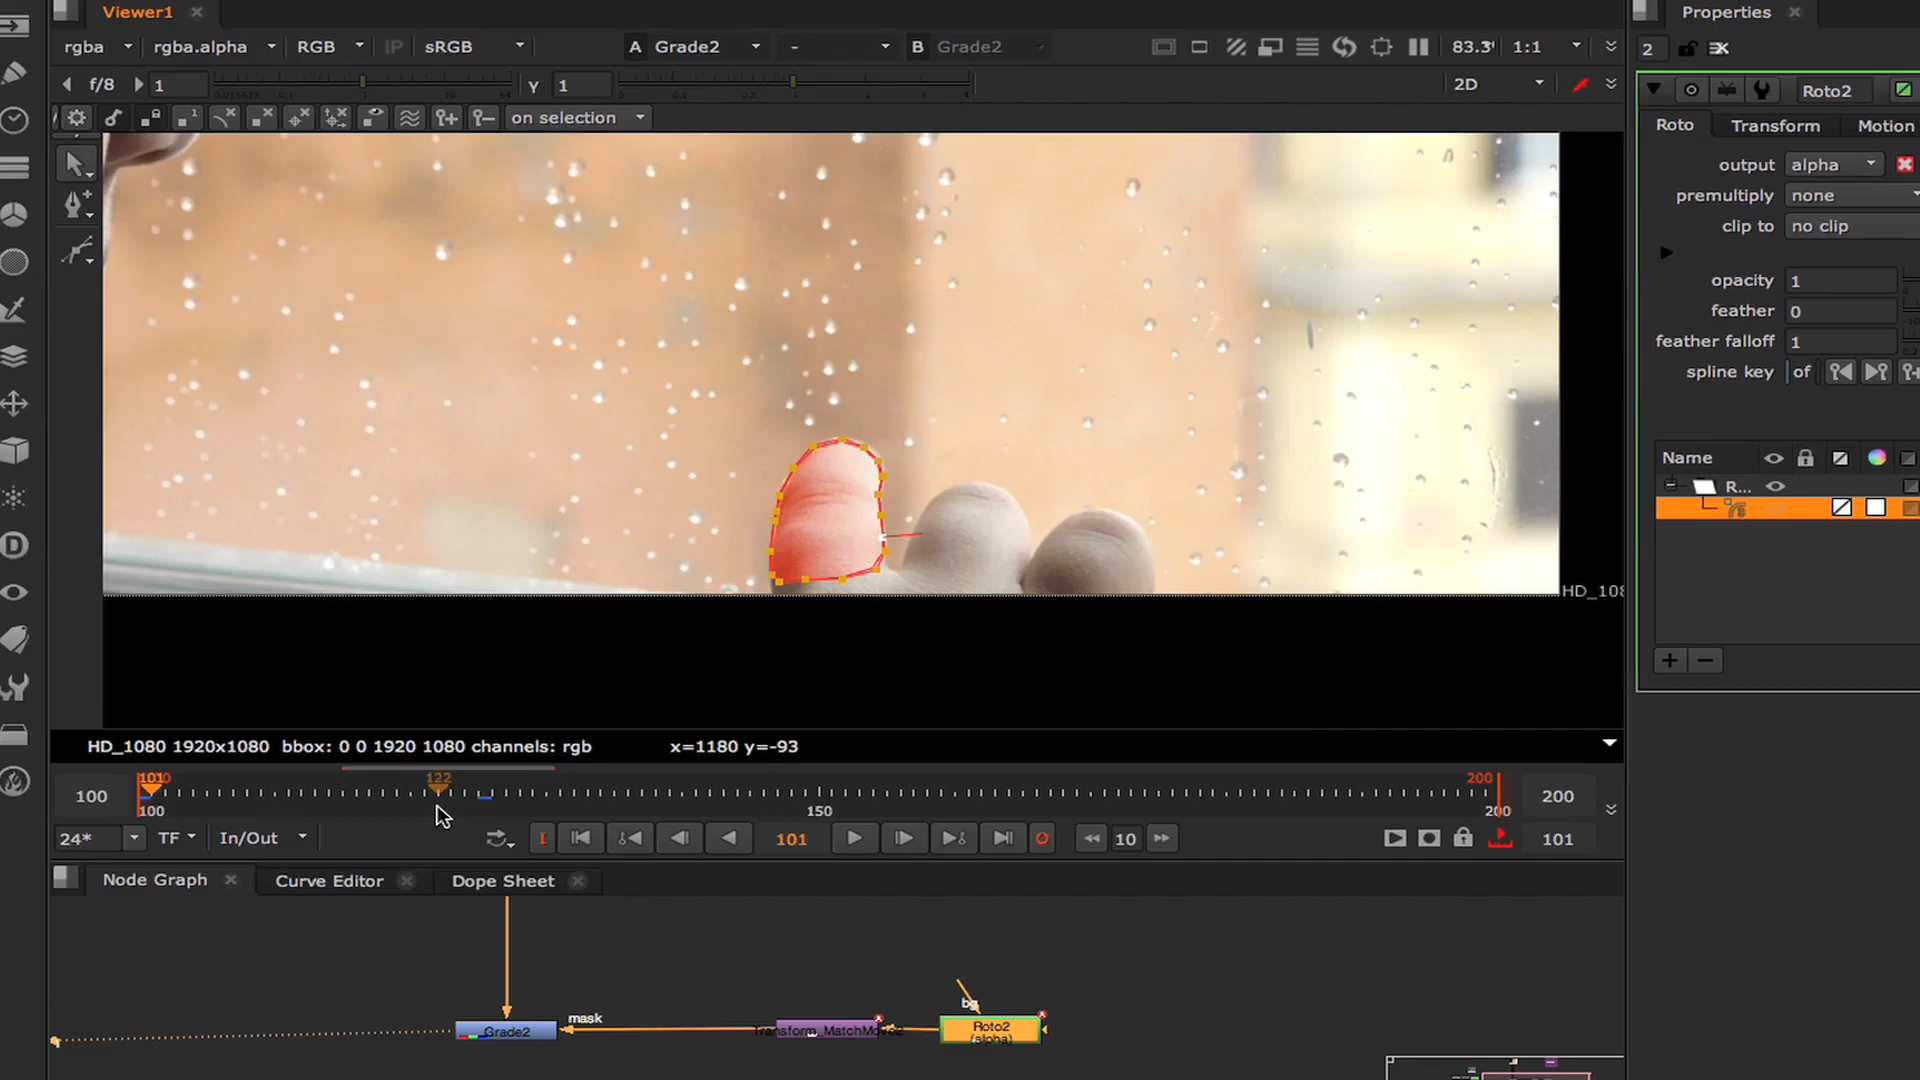 Viewer1
Properties
rgba
rgba.alpha
RGB
IP
sRGB
A
Grade2
-
B
Grade2
83.3
1:1
2
f/8
1
y
1
2D
Roto2
on selection
Roto
Transform
Motion
output
alpha
premultiply
none
clip to
no clip
opacity
1
feather
0
feather falloff
1
spline key
of
Name
R...
HD_108
HD_1080 1920x1080 bbox: 0 0 1920 1080 channels: rgb
x=1180 y=-93
101
122
200
100
100
150
200
200
24*
TF
In/Out
101
10
101
Node Graph
Curve Editor
Dope Sheet
bg
mask
Grade2
Transform_MatchMove2
Roto2
(alpha)